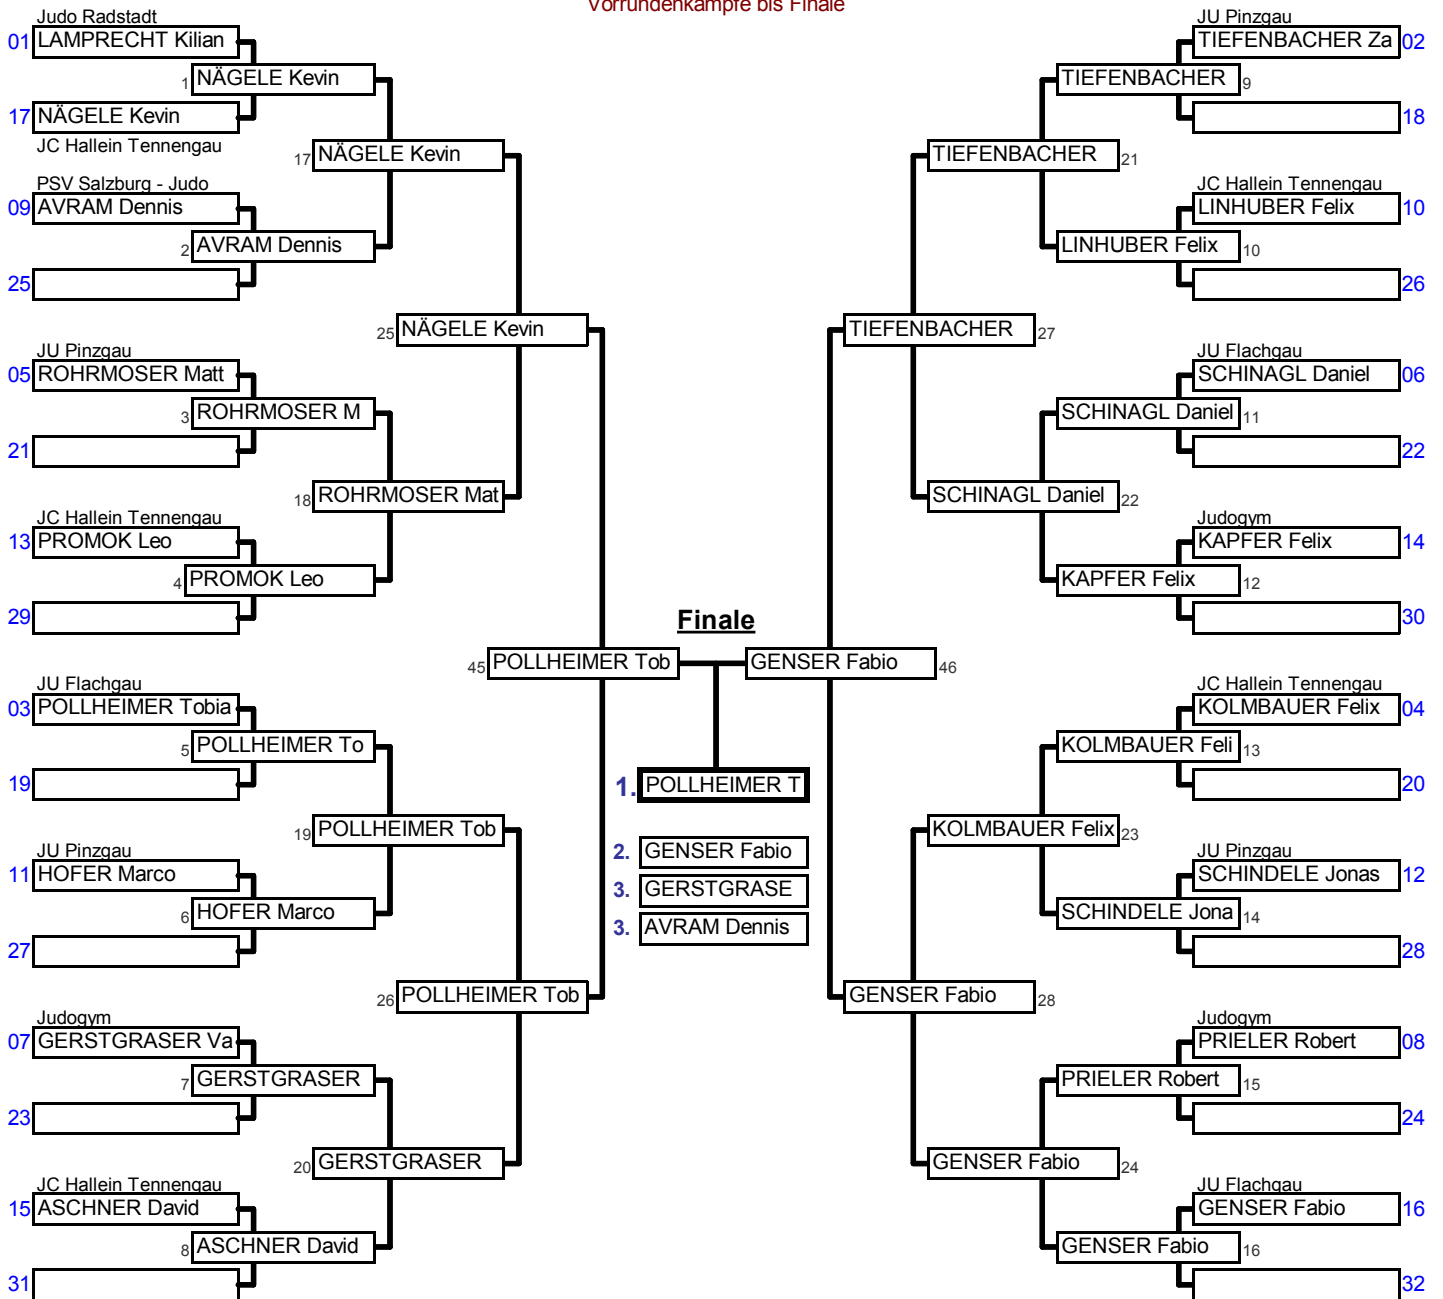 Vorrundenkämpfe bis Finale
Judo Radstadt
01 LAMPRECHT Kilian
1 NÄGELE Kevin
17 NÄGELE Kevin
JC Hallein Tennengau
17 NÄGELE Kevin
PSV Salzburg - Judo
09 AVRAM Dennis
2 AVRAM Dennis
25
25 NÄGELE Kevin
JU Pinzgau
05 ROHRMOSER Matt
3 ROHRMOSER M
21
18 ROHRMOSER Mat
JC Hallein Tennengau
13 PROMOK Leo
4 PROMOK Leo
29
45 POLLHEIMER Tob
JU Flachgau
03 POLLHEIMER Tobia
5 POLLHEIMER To
19
19 POLLHEIMER Tob
JU Pinzgau
11 HOFER Marco
6 HOFER Marco
27
26 POLLHEIMER Tob
Judogym
07 GERSTGRASER Va
7 GERSTGRASER
23
20 GERSTGRASER
JC Hallein Tennengau
15 ASCHNER David
8 ASCHNER David
31
Finale
1. POLLHEIMER T
2. GENSER Fabio
3. GERSTGRASE
3. AVRAM Dennis
JU Pinzgau
TIEFENBACHER Za 02
TIEFENBACHER 9
18
TIEFENBACHER 21
JC Hallein Tennengau
LINHUBER Felix 10
LINHUBER Felix 10
26
TIEFENBACHER 27
JU Flachgau
SCHINAGL Daniel 06
SCHINAGL Daniel 11
22
SCHINAGL Daniel 22
Judogym
KAPFER Felix 14
KAPFER Felix 12
30
GENSER Fabio 46
JC Hallein Tennengau
KOLMBAUER Felix 04
KOLMBAUER Feli 13
20
KOLMBAUER Felix 23
JU Pinzgau
SCHINDELE Jonas 12
SCHINDELE Jona 14
28
GENSER Fabio 28
Judogym
PRIELER Robert 08
PRIELER Robert 15
24
GENSER Fabio 24
JU Flachgau
GENSER Fabio 16
GENSER Fabio 16
32